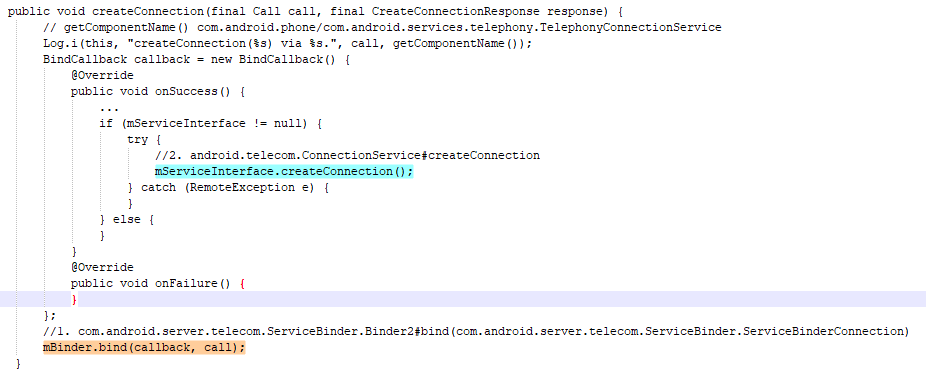 public void createConnection(final Call call, final CreateConnectionResponse response) {
// getComponentName() com.android.phone/com.android.services.telephony.TelephonyConnectionService
Log.i(this, "createConnection(%s) via %s.", call, getComponentName());
BindCallback callback = new BindCallback() {
@Override
public void onSuccess() {
...
if (mServiceInterface != null) {
try {
//2. android.telecom.ConnectionService#createConnection
mServiceInterface.createConnection();
} catch (RemoteException e) {
}
} else {
}
}
@Override
public void onFailure() {
}
};
//1. com.android.server.telecom.ServiceBinder.Binder2#bind(com.android.server.telecom.ServiceBinder.ServiceBinderConnection)
mBinder.bind(callback, call);
}